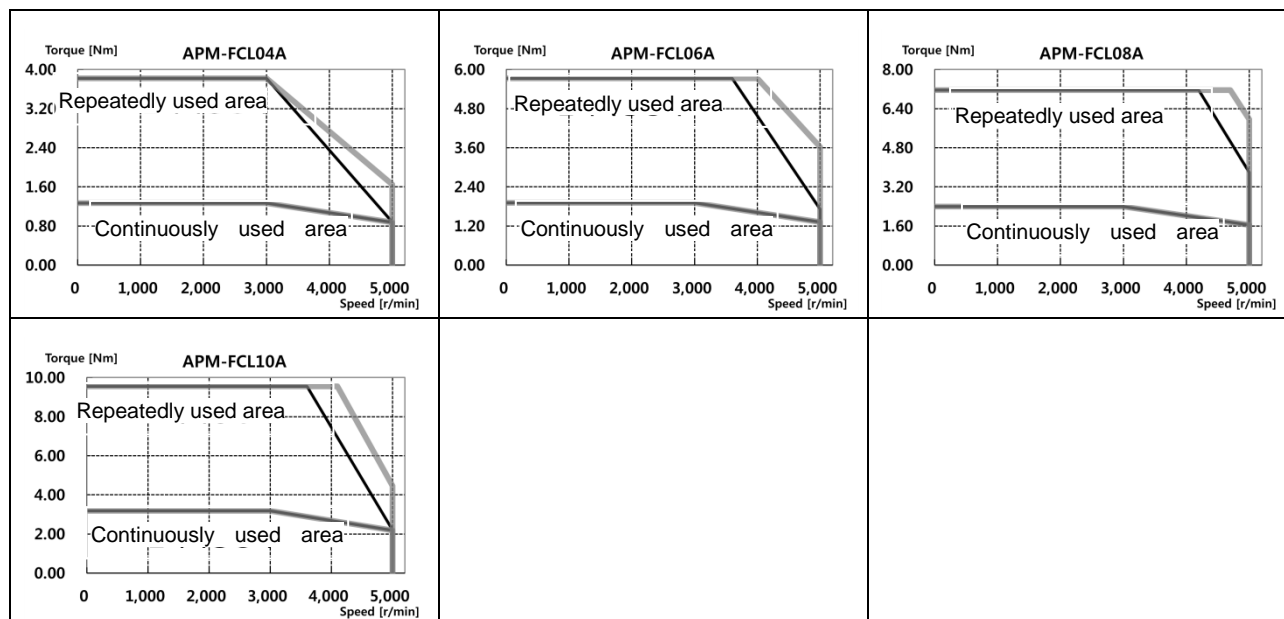 Torque [Nm] APM-FCL04A
4.00
3.20
Repeatedly used area
2.40
1.60
0.80
Continuously used area
0.00
0 1,000 2,000 3,000 4,000 5,000
Speed [r/min]
Torque [Nm] APM-FCL06A
6.00
4.80
Repeatedly used area
3.60
2.40
1.20
Continuously used area
0.00
0 1,000 2,000 3,000 4,000 5,000
Speed [r/min]
Torque [Nm] APM-FCL08A
8.00
6.40
Repeatedly used area
4.80
3.20
1.60
Continuously used area
0.00
0 1,000 2,000 3,000 4,000 5,000
Speed [r/min]
Torque [Nm] APM-FCL10A
10.00
Repeatedly used area
8.00
6.00
4.00
2.00
Continuously used area
0.00
0 1,000 2,000 3,000 4,000 5,000
Speed [r/min]